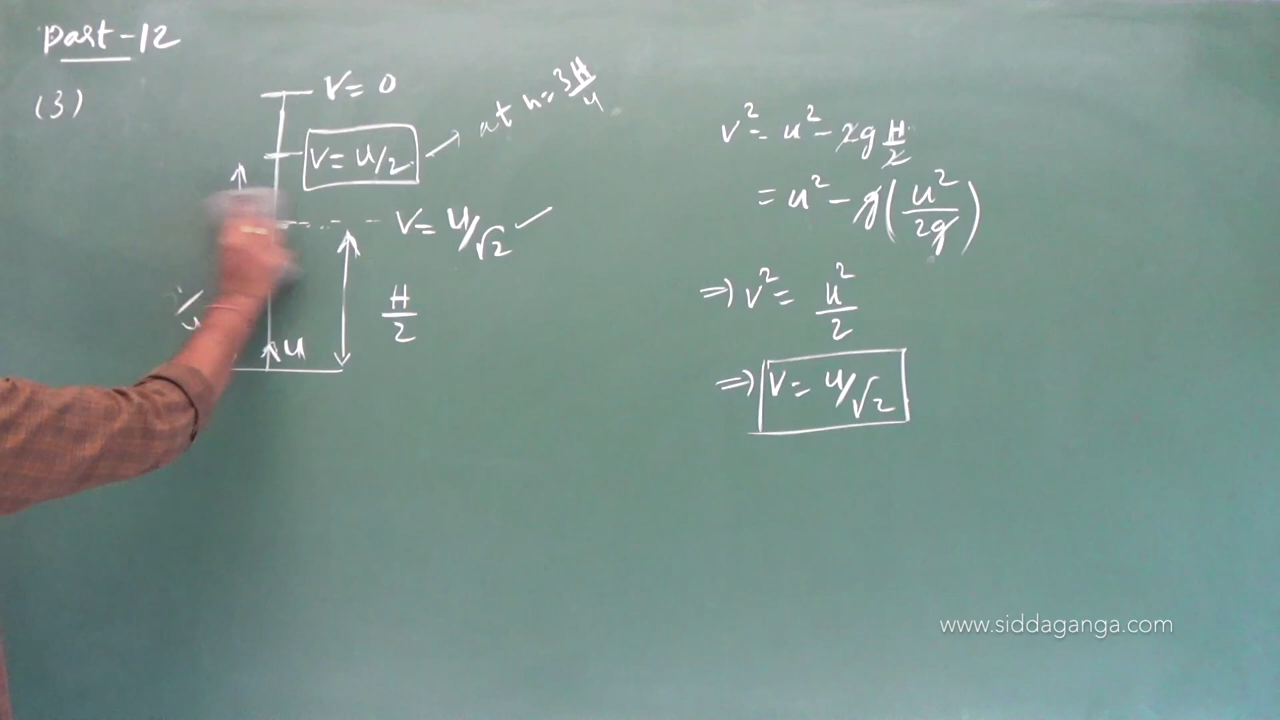 Part-12
(3)
V = 0
V = u/2
at h = 3H/4
V = u/√2
H/2
u
v² = u² - 2g H/2
= u² - g(u²/2g)
⇒ v² = u²/2
⇒ V = u/√2
www.siddaganga.com